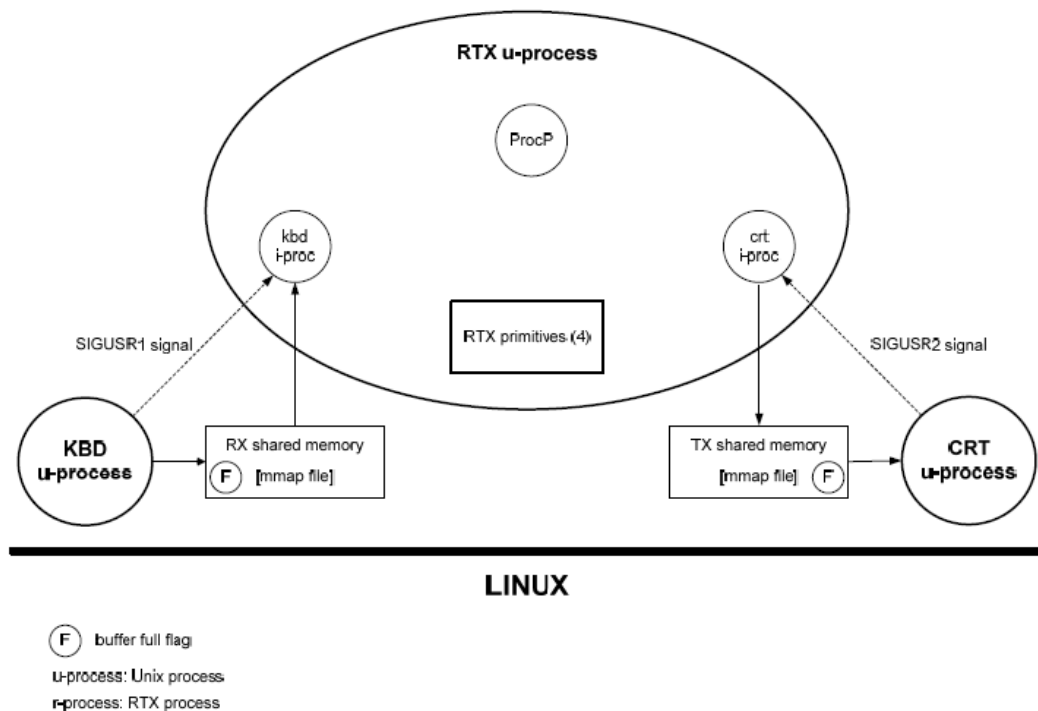 RTX u-process
ProcP
kbd
i-proc
crt
i-proc
RTX primitives (4)
SIGUSR1 signal
SIGUSR2 signal
KBD
u-process
RX shared memory
F [mmap file]
TX shared memory
[mmap file] F
CRT
u-process
LINUX
F buffer full flag
u-process: Unix process
r-process: RTX process